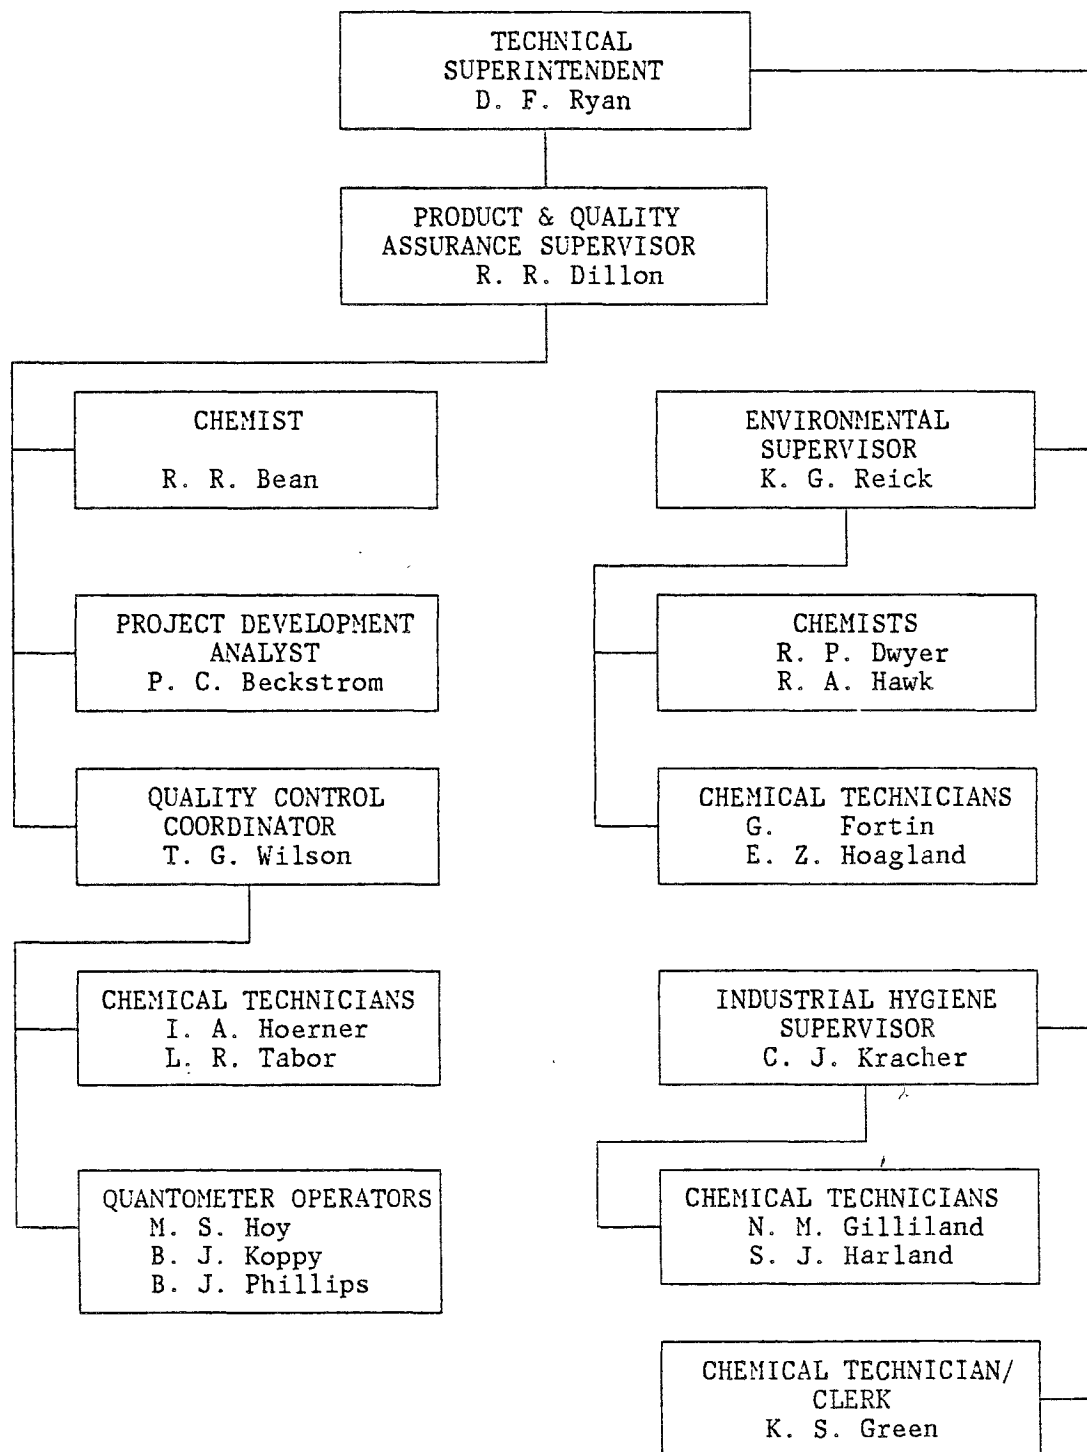 TECHNICAL
SUPERINTENDENT
D. F. Ryan
PRODUCT & QUALITY
ASSURANCE SUPERVISOR
R. R. Dillon
CHEMIST
R. R. Bean
PROJECT DEVELOPMENT
ANALYST
P. C. Beckstrom
QUALITY CONTROL
COORDINATOR
T. G. Wilson
CHEMICAL TECHNICIANS
I. A. Hoerner
L. R. Tabor
QUANTOMETER OPERATORS
M. S. Hoy
B. J. Koppy
B. J. Phillips
ENVIRONMENTAL
SUPERVISOR
K. G. Reick
CHEMISTS
R. P. Dwyer
R. A. Hawk
CHEMICAL TECHNICIANS
G. Fortin
E. Z. Hoagland
INDUSTRIAL HYGIENE
SUPERVISOR
C. J. Kracher
CHEMICAL TECHNICIANS
N. M. Gilliland
S. J. Harland
CHEMICAL TECHNICIAN/
CLERK
K. S. Green